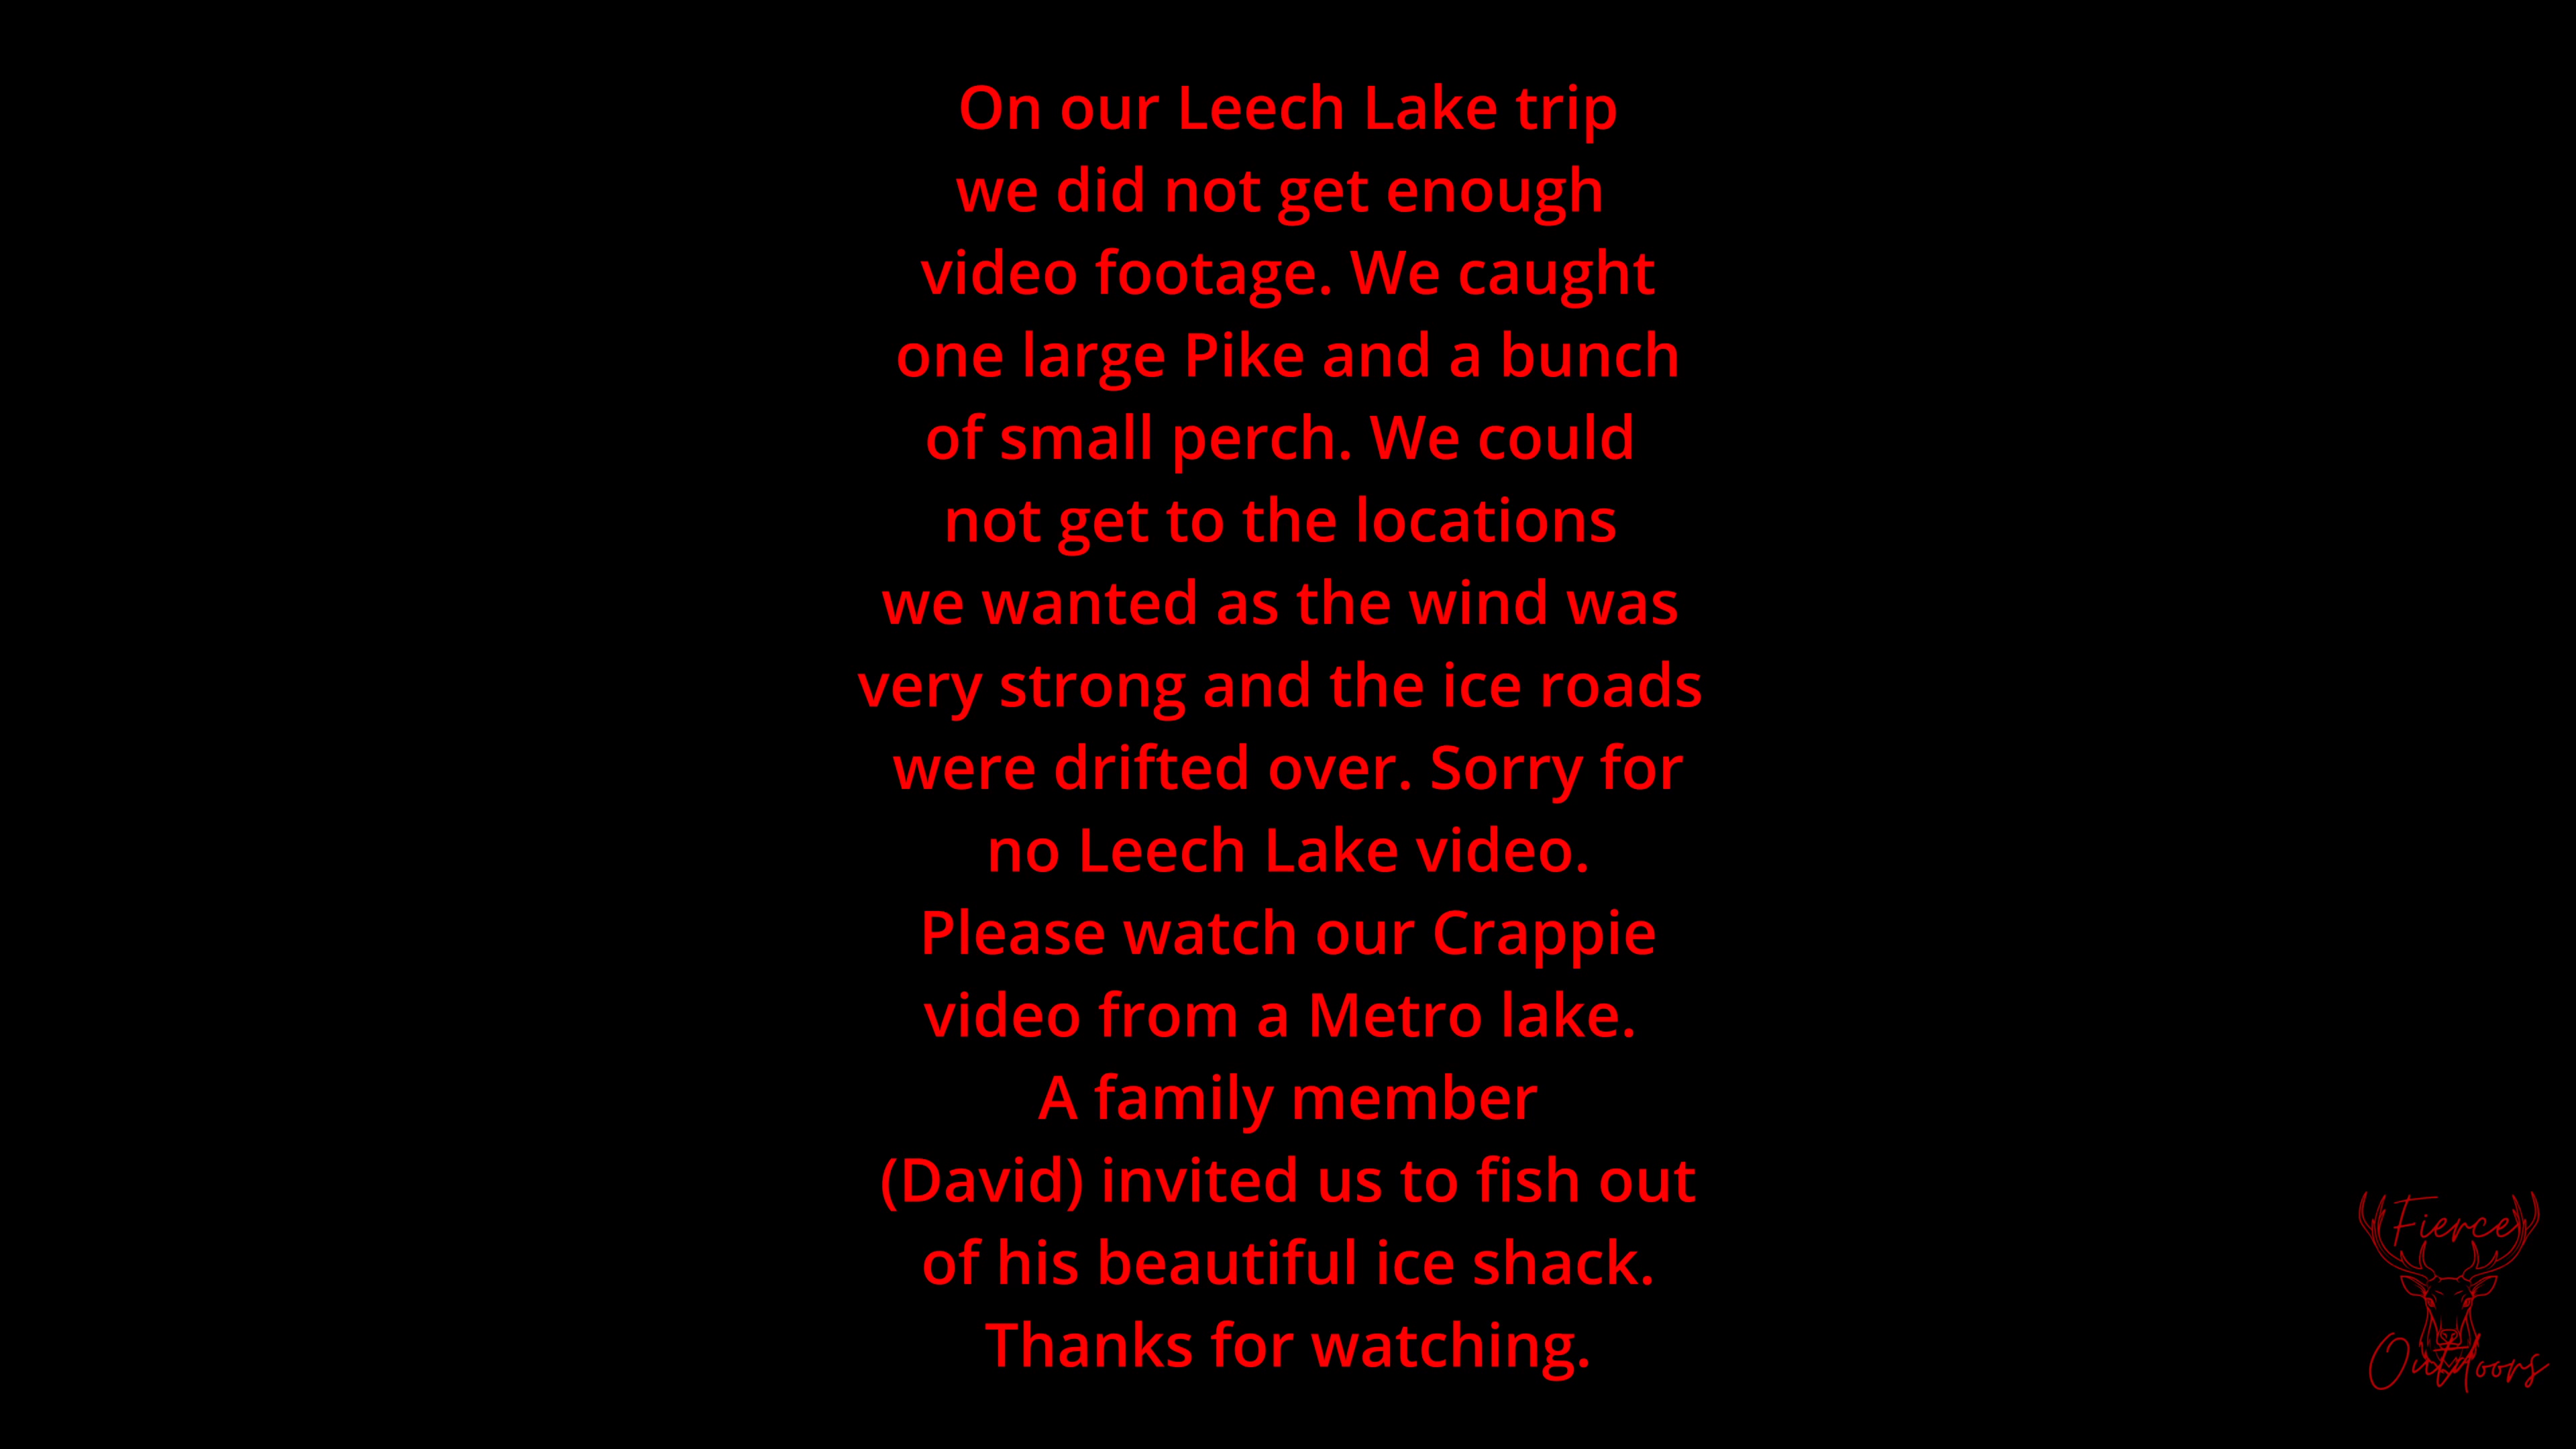 On our Leech Lake trip
we did not get enough
video footage. We caught
one large Pike and a bunch
of small perch. We could
not get to the locations
we wanted as the wind was
very strong and the ice roads
were drifted over. Sorry for
no Leech Lake video.
Please watch our Crappie
video from a Metro lake.
A family member
(David) invited us to fish out
of his beautiful ice shack.
Thanks for watching.
Fierce
Outdoors